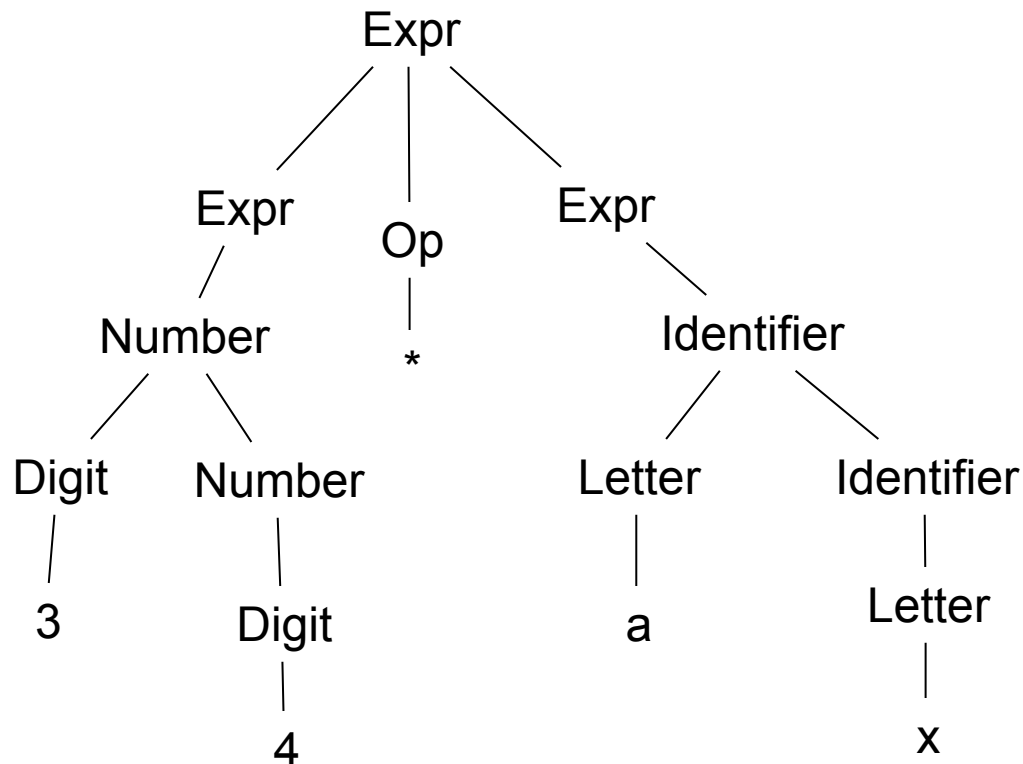 Expr
Expr Op Expr
Number * Identifier
Digit Number Letter Identifier
3 Digit a Letter
4 x